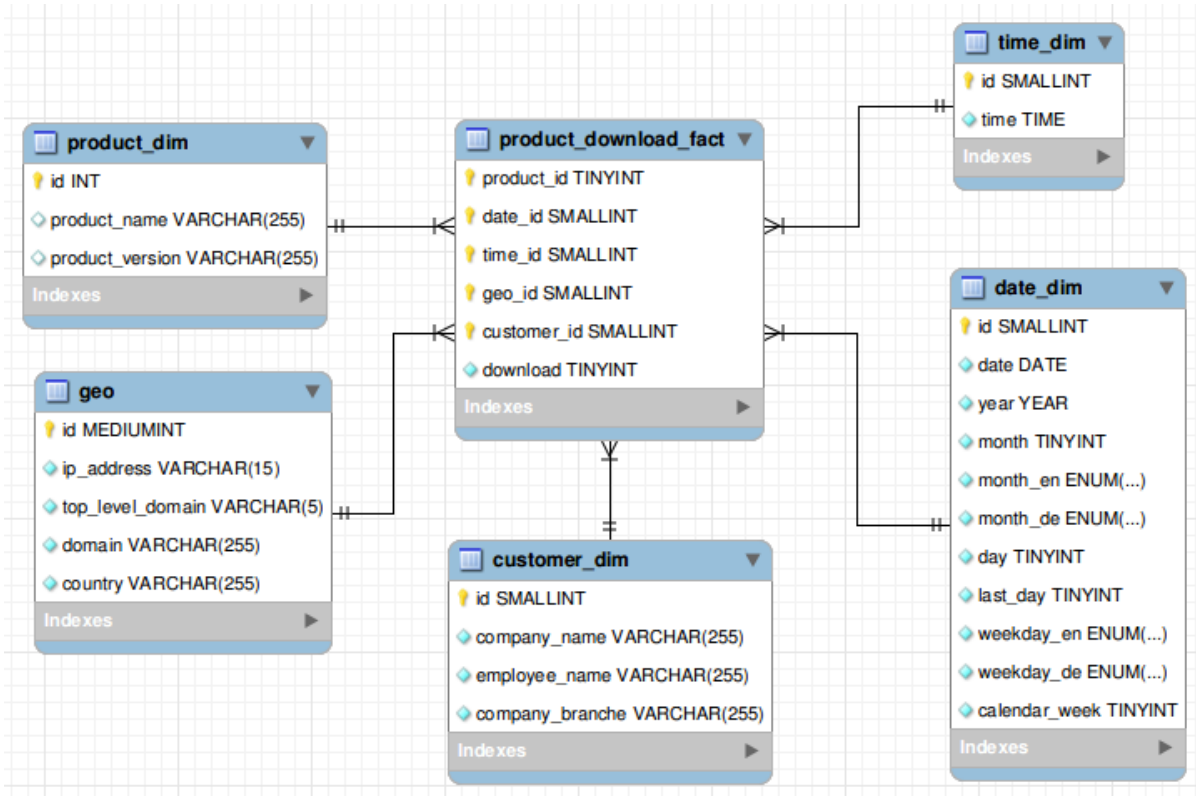 product_dim
id INT
product_name VARCHAR(255)
product_version VARCHAR(255)
Indexes
geo
id MEDIUMINT
ip_address VARCHAR(15)
top_level_domain VARCHAR(5)
domain VARCHAR(255)
country VARCHAR(255)
Indexes
product_download_fact
product_id TINYINT
date_id SMALLINT
time_id SMALLINT
geo_id SMALLINT
customer_id SMALLINT
download TINYINT
Indexes
customer_dim
id SMALLINT
company_name VARCHAR(255)
employee_name VARCHAR(255)
company_branche VARCHAR(255)
Indexes
time_dim
id SMALLINT
time TIME
Indexes
date_dim
id SMALLINT
date DATE
year YEAR
month TINYINT
month_en ENUM(...)
month_de ENUM(...)
day TINYINT
last_day TINYINT
weekday_en ENUM(...)
weekday_de ENUM(...)
calendar_week TINYINT
Indexes